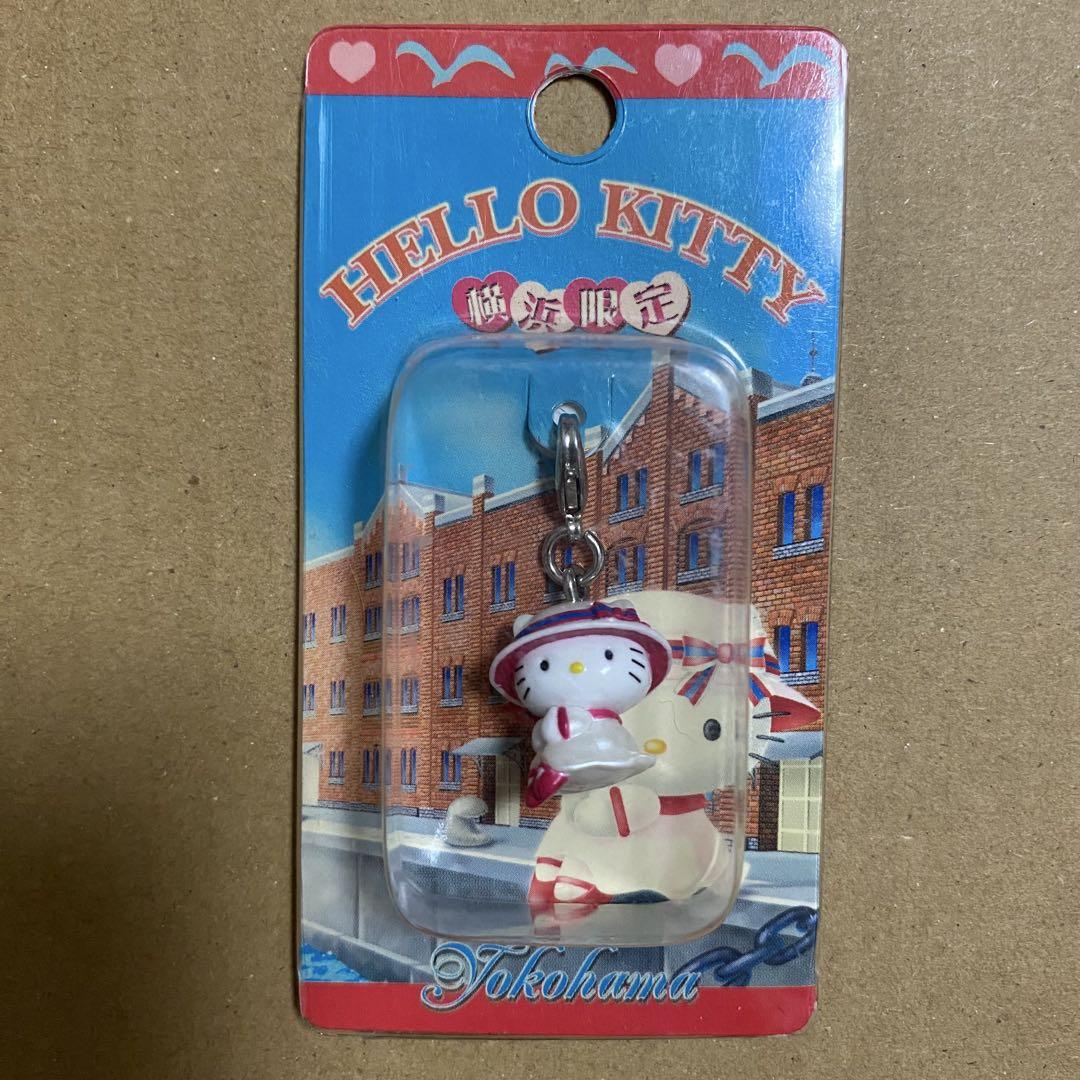 HELLO KITTY
横浜限定
Yokohama